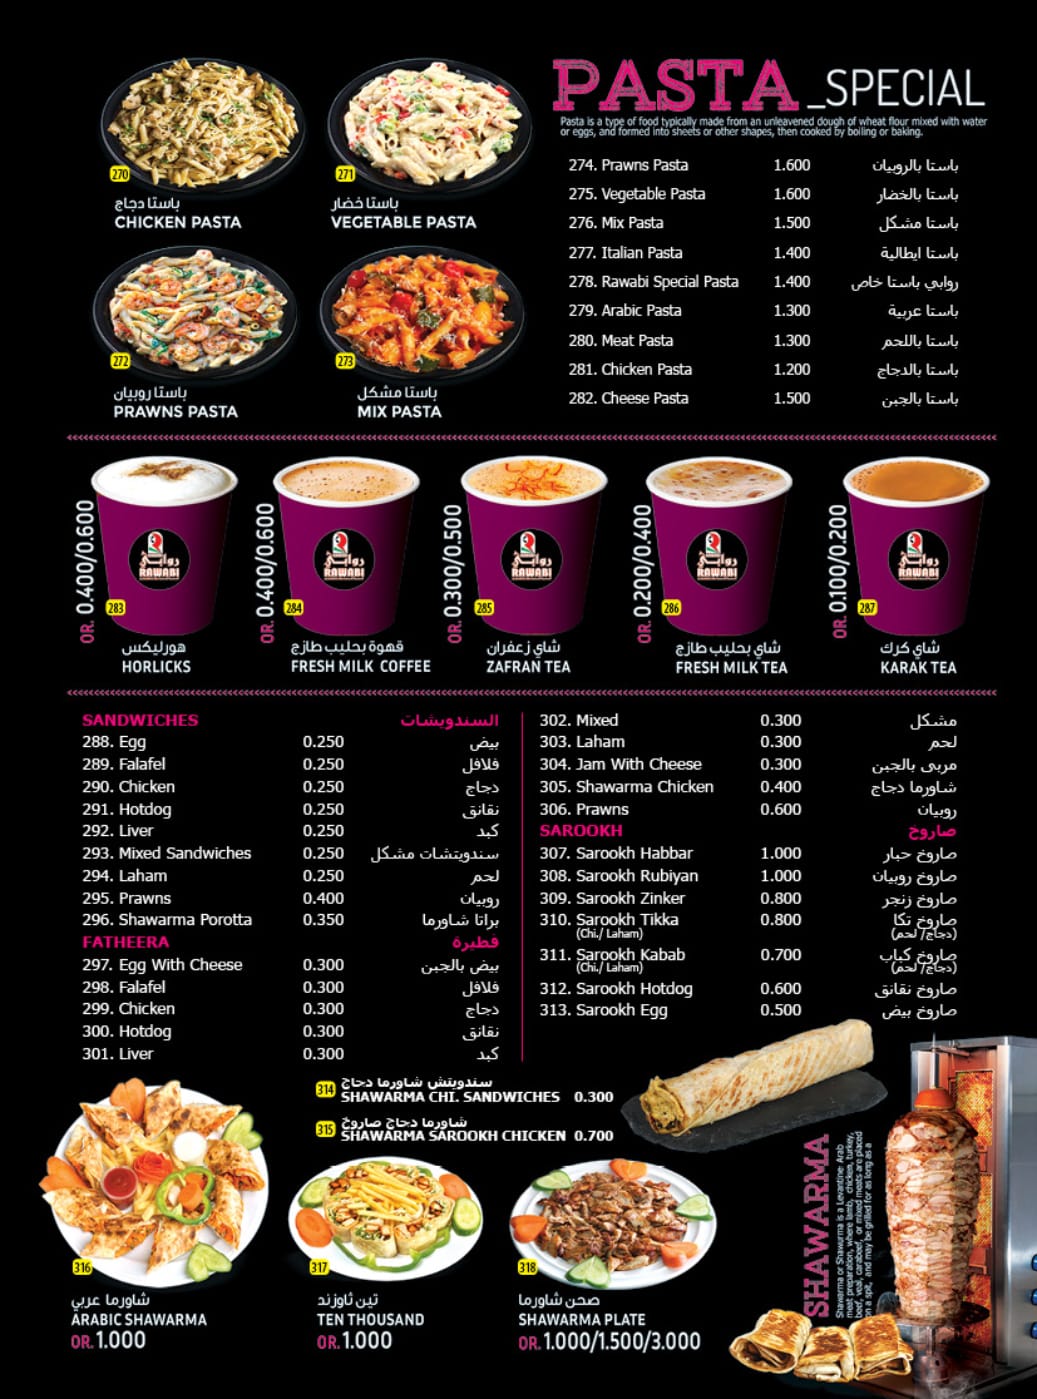 PASTA_SPECIAL
Pasta is a type of food typically made from an unleavened dough of wheat flour mixed with water
or eggs, and formed into sheets or other shapes, then cooked by boiling or baking.
270
باستا دجاج
CHICKEN PASTA
271
باستا خضار
VEGETABLE PASTA
272
باستا روبيان
PRAWNS PASTA
273
باستا مشكل
MIX PASTA
274. Prawns Pasta 1.600 باستا بالروبيان
275. Vegetable Pasta 1.600 باستا بالخضار
276. Mix Pasta 1.500 باستا مشكل
277. Italian Pasta 1.400 باستا ايطالية
278. Rawabi Special Pasta 1.400 روابي باستا خاص
279. Arabic Pasta 1.300 باستا عربية
280. Meat Pasta 1.300 باستا باللحم
281. Chicken Pasta 1.200 باستا بالدجاج
282. Cheese Pasta 1.500 باستا بالجبن
OR. 0.400/0.600
روابي
RAWABI
283
هورليكس
HORLICKS
OR. 0.400/0.600
روابي
RAWABI
284
قهوة بحليب طازج
FRESH MILK COFFEE
OR. 0.300/0.500
روابي
RAWABI
285
شاي زعفران
ZAFRAN TEA
OR. 0.200/0.400
روابي
RAWABI
286
شاي بحليب طازج
FRESH MILK TEA
OR. 0.100/0.200
روابي
RAWABI
287
شاي كرك
KARAK TEA
SANDWICHES السندويشات
288. Egg 0.250 بيض
289. Falafel 0.250 فلافل
290. Chicken 0.250 دجاج
291. Hotdog 0.250 نقانق
292. Liver 0.250 كبد
293. Mixed Sandwiches 0.250 سندويتشات مشكل
294. Laham 0.250 لحم
295. Prawns 0.400 روبيان
296. Shawarma Porotta 0.350 براتا شاورما
FATHEERA فطيرة
297. Egg With Cheese 0.300 بيض بالجبن
298. Falafel 0.300 فلافل
299. Chicken 0.300 دجاج
300. Hotdog 0.300 نقانق
301. Liver 0.300 كبد
302. Mixed 0.300 مشكل
303. Laham 0.300 لحم
304. Jam With Cheese 0.300 مربى بالجبن
305. Shawarma Chicken 0.400 شاورما دجاج
306. Prawns 0.600 روبيان
SAROOKH صاروخ
307. Sarookh Habbar 1.000 صاروخ حبار
308. Sarookh Rubiyan 1.000 صاروخ روبيان
309. Sarookh Zinker 0.800 صاروخ زنجر
310. Sarookh Tikka 0.800 صاروخ تكا
(Chi./ Laham) (دجاج/ لحم)
311. Sarookh Kabab 0.700 صاروخ كباب
(Chi./ Laham) (دجاج/ لحم)
312. Sarookh Hotdog 0.600 صاروخ نقانق
313. Sarookh Egg 0.500 صاروخ بيض
314 سندويتش شاورما دجاج
SHAWARMA CHI. SANDWICHES 0.300
315 شاورما دجاج صاروخ
SHAWARMA SAROOKH CHICKEN 0.700
316
شاورما عربي
ARABIC SHAWARMA
OR. 1.000
317
تين ثاوزند
TEN THOUSAND
OR. 1.000
318
صحن شاورما
SHAWARMA PLATE
OR. 1.000/1.500/3.000
SHAWARMA
Shawarma or Shawurma is a Levantine Arab
meat preparation, where lamb, chicken, turkey,
beef, veal, carabeef, or mixed meats are placed
on a spit, and may be grilled for as long as a